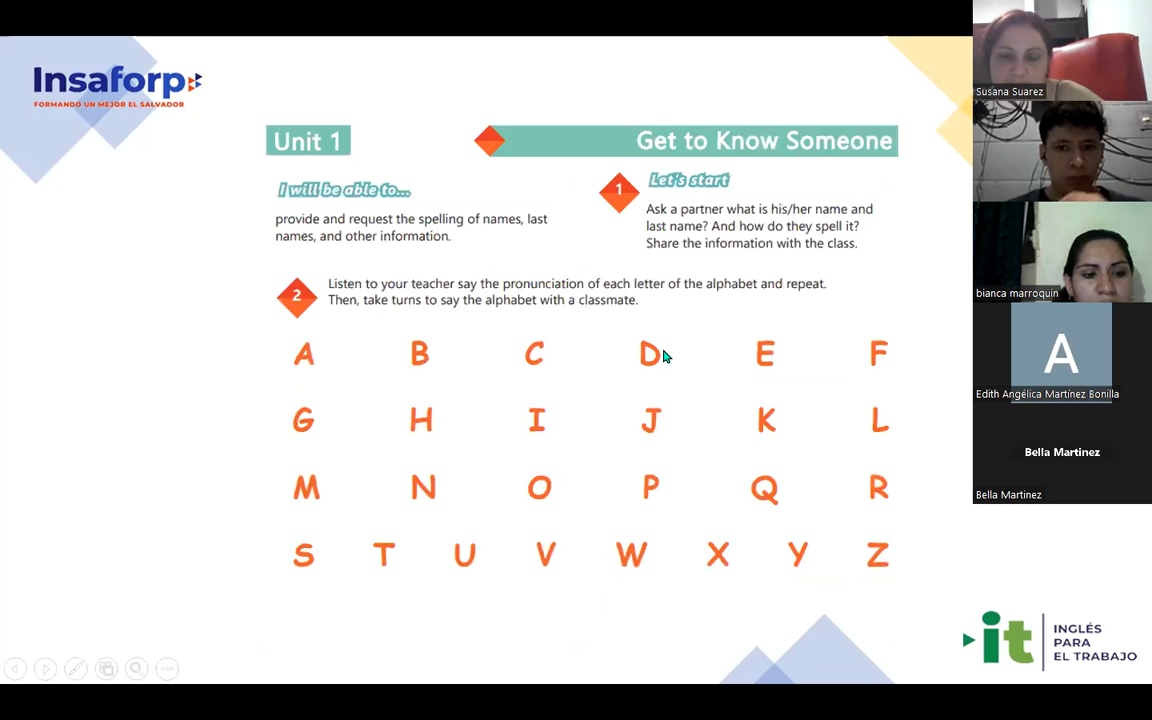 Insaforp
FORMANDO UN MEJOR EL SALVADOR
Unit 1
Get to Know Someone
I will be able to...
provide and request the spelling of names, last
names, and other information.
1
Let's start
Ask a partner what is his/her name and
last name? And how do they spell it?
Share the information with the class.
2
Listen to your teacher say the pronunciation of each letter of the alphabet and repeat.
Then, take turns to say the alphabet with a classmate.
A B C D E F
G H I J K L
M N O P Q R
S T U V W X Y Z
it
INGLÉS
PARA
EL TRABAJO
Susana Suarez
bianca marroquin
A
Edith Angélica Martínez Bonilla
Bella Martinez
Bella Martinez